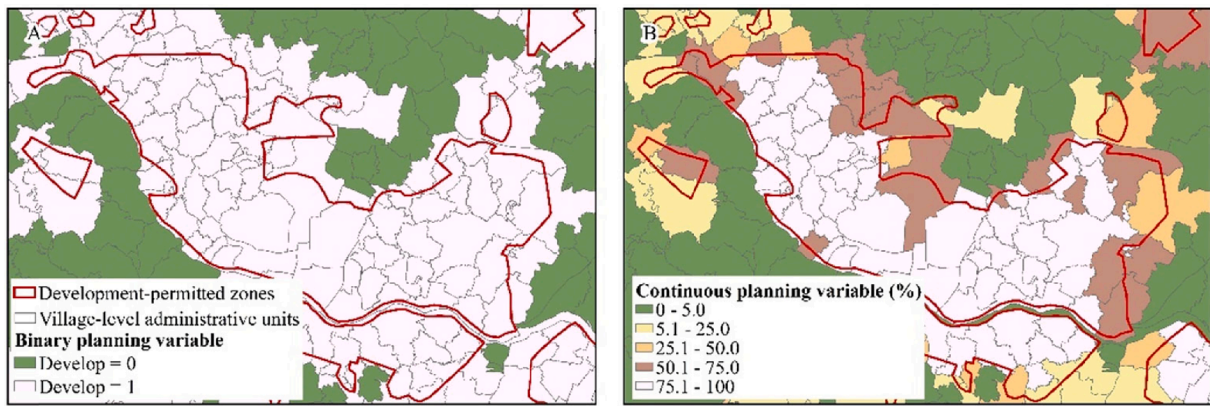 A
Development-permitted zones
Village-level administrative units
Binary planning variable
Develop = 0
Develop = 1
B
Continuous planning variable (%)
0 - 5.0
5.1 - 25.0
25.1 - 50.0
50.1 - 75.0
75.1 - 100